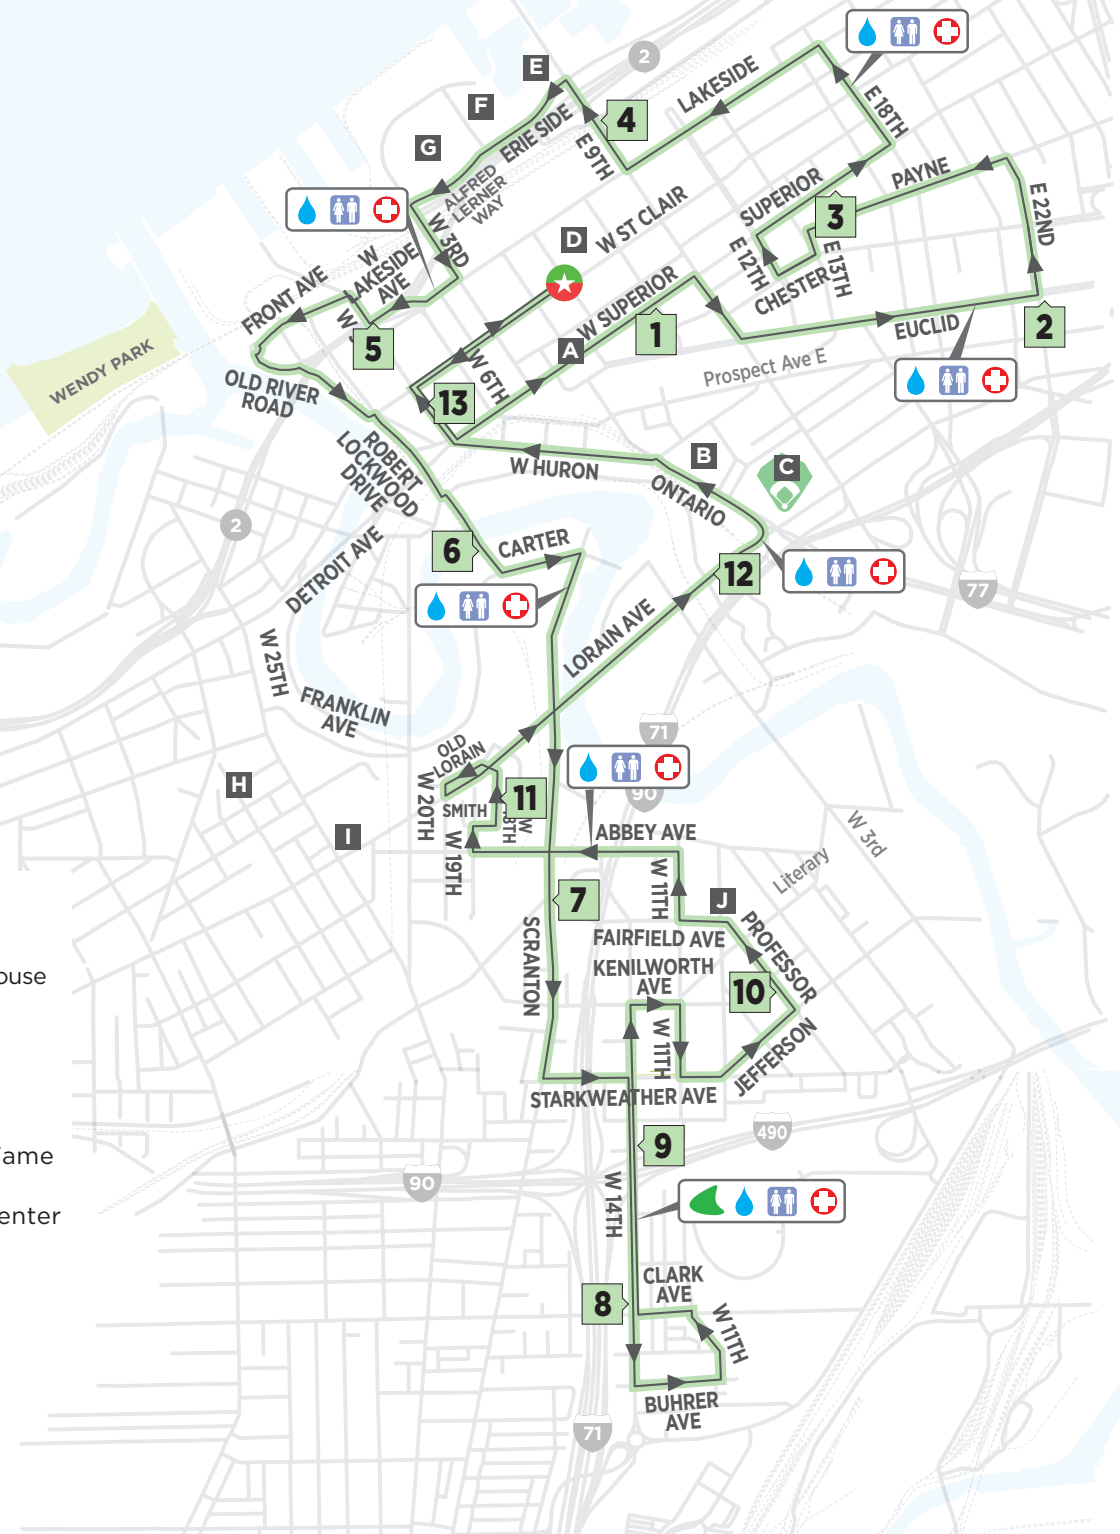 2
E
LAKESIDE
E 18TH
F
4
ERIE SIDE
E 9TH
G
ALFRED
LERNER
WAY
SUPERIOR
PAYNE
W ST CLAIR
3
E 22ND
W 3RD
D
E 12TH
E 13TH
CHESTER
W
LAKESIDE
AVE
FRONT AVE
W SUPERIOR
1
EUCLID
2
W
5
A
Prospect Ave E
WENDY PARK
W 6TH
OLD RIVER
ROAD
13
ROBERT
LOCKWOOD
DRIVE
W HURON
B
C
ONTARIO
2
6
CARTER
DETROIT AVE
12
77
LORAIN AVE
W 25TH
FRANKLIN
AVE
71
OLD
LORAIN
H
90
W 20TH
SMITH
11
W
18TH
I
ABBEY AVE
W 3rd
W 19TH
Literary
W 11TH
7
J
SCRANTON
FAIRFIELD AVE
PROFESSOR
KENILWORTH
AVE
ouse
10
W 11TH
JEFFERSON
STARKWEATHER AVE
490
9
ame
90
W 14TH
enter
CLARK
AVE
8
W 11TH
BUHRER
AVE
71